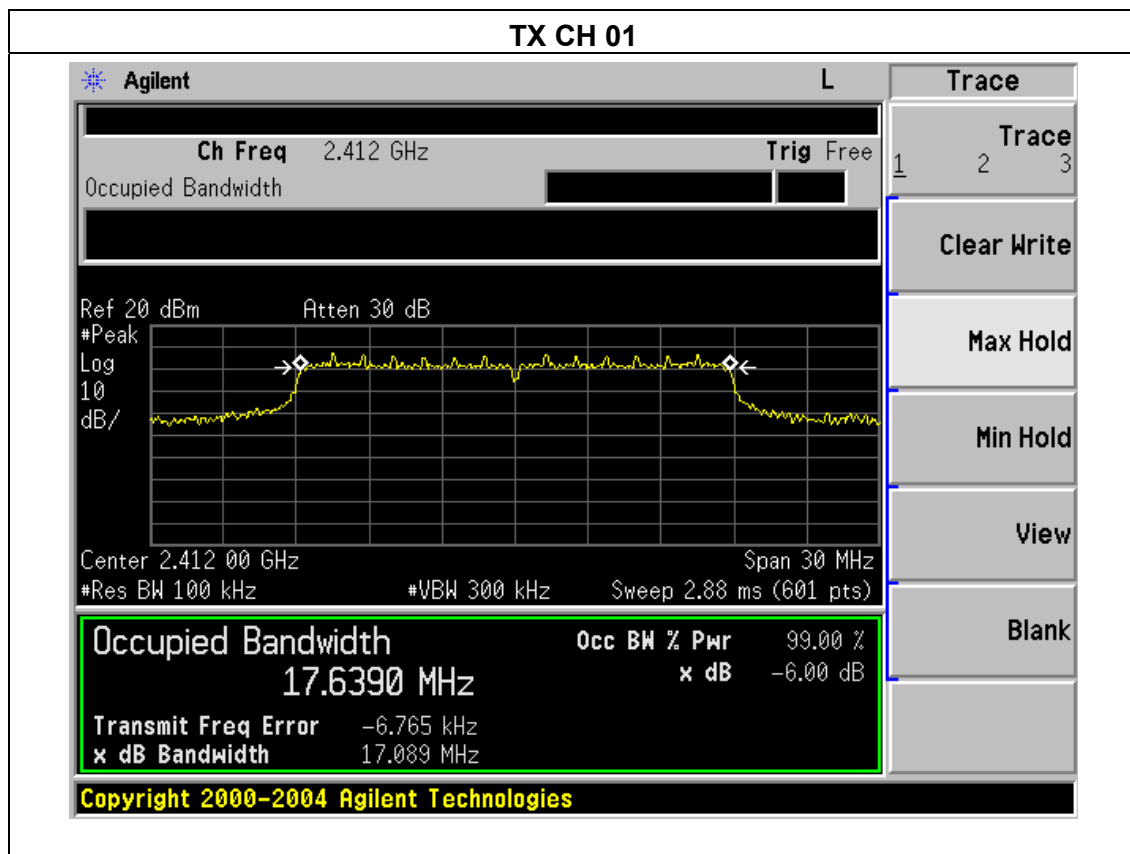 TX CH 01
Agilent L Trace
Ch Freq 2.412 GHz Trig Free
Occupied Bandwidth
Trace
1 2 3
Clear Write
Ref 20 dBm Atten 30 dB
#Peak
Log
10
dB/
Max Hold
Min Hold
View
Center 2.412 00 GHz Span 30 MHz
#Res BW 100 kHz #VBW 300 kHz Sweep 2.88 ms (601 pts)
Blank
Occupied Bandwidth Occ BW % Pwr 99.00 %
17.6390 MHz x dB -6.00 dB
Transmit Freq Error -6.765 kHz
x dB Bandwidth 17.089 MHz
Copyright 2000-2004 Agilent Technologies